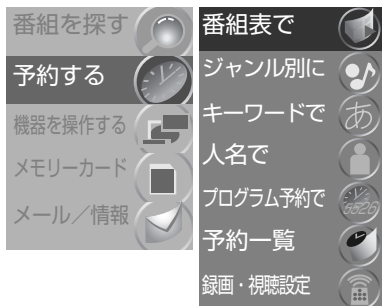 番組を探す
予約する
機器を操作する
メモリーカード
メール／情報
番組表で
ジャンル別に
キーワードで
あ
人名で
プログラム予約で
予約一覧
録画・視聴設定